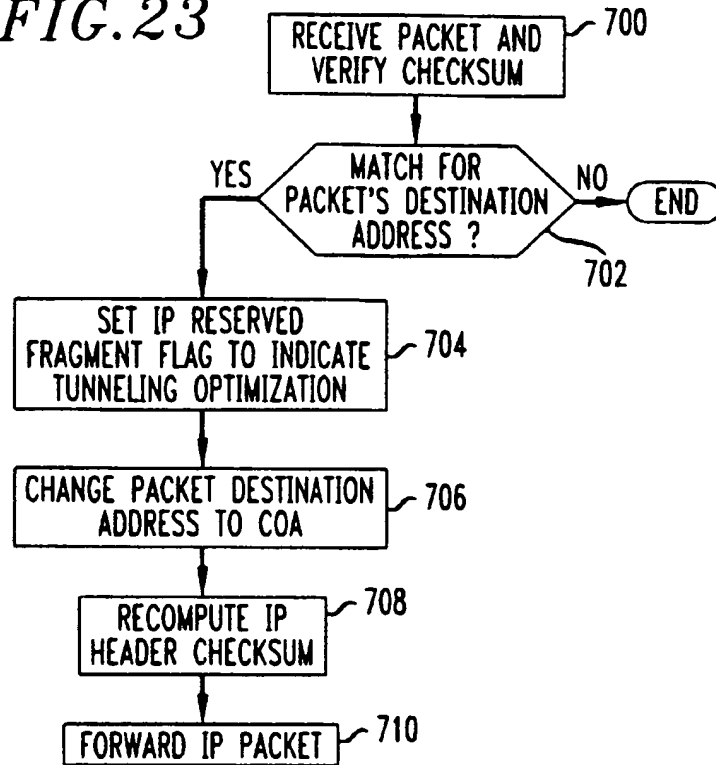 FIG.23
RECEIVE PACKET AND
VERIFY CHECKSUM
700
MATCH FOR
PACKET'S DESTINATION
ADDRESS ?
702
YES
NO
END
SET IP RESERVED
FRAGMENT FLAG TO INDICATE
TUNNELING OPTIMIZATION
704
CHANGE PACKET DESTINATION
ADDRESS TO COA
706
RECOMPUTE IP
HEADER CHECKSUM
708
FORWARD IP PACKET
710